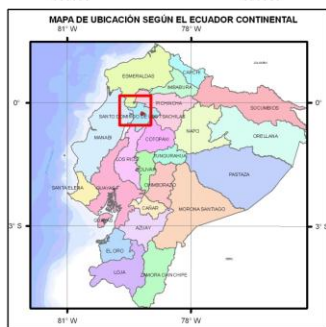 MAPA DE UBICACIÓN SEGÚN EL ECUADOR CONTINENTAL
81° W 78° W
ESMERALDAS
CARCHI
IMBABURA
0° 0°
PICHINCHA
SUCUMBIOS
SANTO DOMINGO DE
MANABI
NAPO
ORELLANA
COTOPAXI
LOS RIOS
TUNGURAHUA
PASTAZA
BOLIVAR
SANTA ELENA
GUAYAS
CHIMBORAZO
MORONA SANTIAGO
CAÑAR
3° S 3° S
AZUAY
EL ORO
LOJA
ZAMORA CHINCHIPE
81° W 78° W